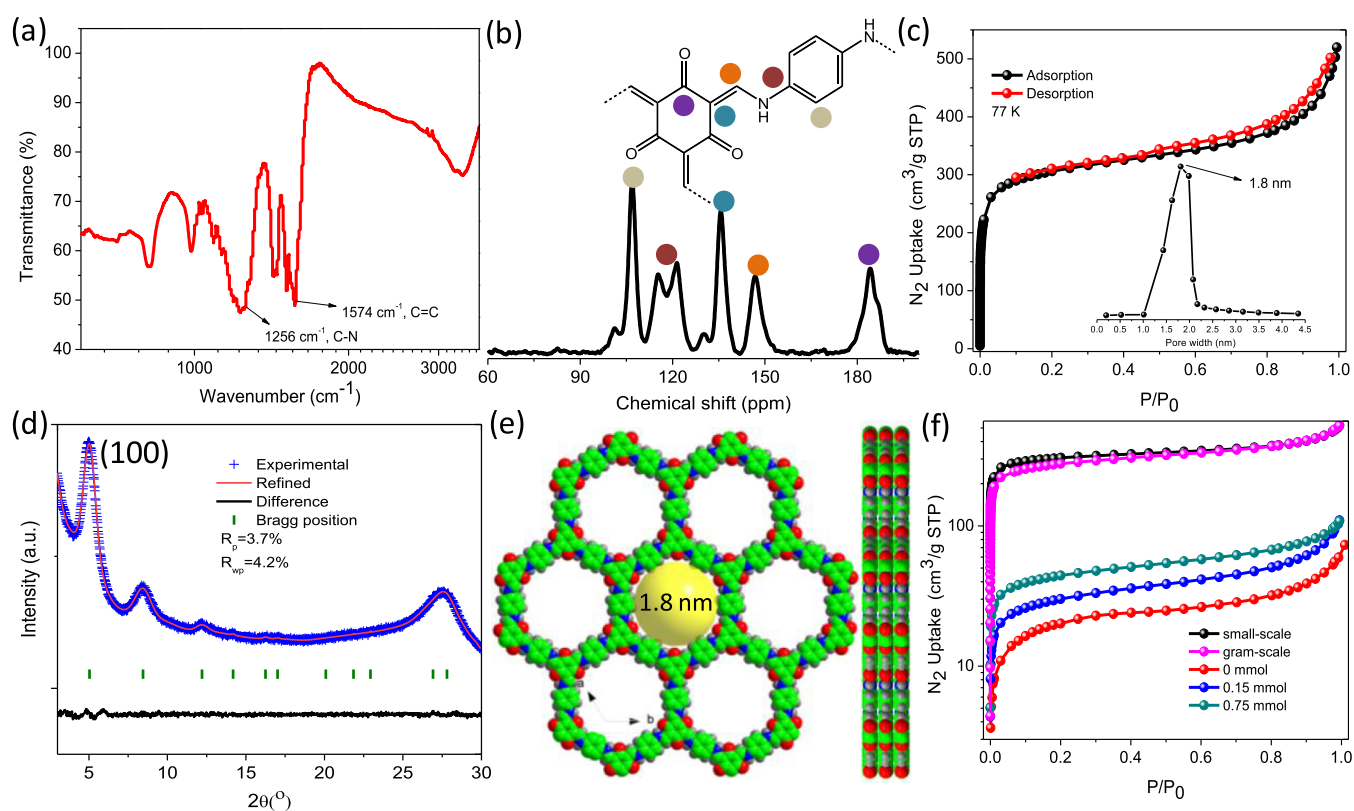 (a)
100
90
80
70
60
50
40
Transmittance (%)
1574 cm⁻¹, C=C
1256 cm⁻¹, C-N
1000
2000
3000
Wavenumber (cm⁻¹)
(b)
O
H
N
O
O
N
H
60
90
120
150
180
Chemical shift (ppm)
(c)
500
400
300
200
100
0
N₂ Uptake (cm³/g STP)
Adsorption
Desorption
77 K
1.8 nm
0.0 0.5 1.0 1.5 2.0 2.5 3.0 3.5 4.0 4.5
Pore width (nm)
0.0 0.2 0.4 0.6 0.8 1.0
P/P₀
(d)
(100)
Experimental
Refined
Difference
Bragg position
Rₚ=3.7%
R_wp=4.2%
Intensity (a.u.)
5 10 15 20 25 30
2θ(°)
(e)
1.8 nm
a
b
(f)
100
10
N₂ Uptake (cm³/g STP)
small-scale
gram-scale
0 mmol
0.15 mmol
0.75 mmol
0.0 0.2 0.4 0.6 0.8 1.0
P/P₀